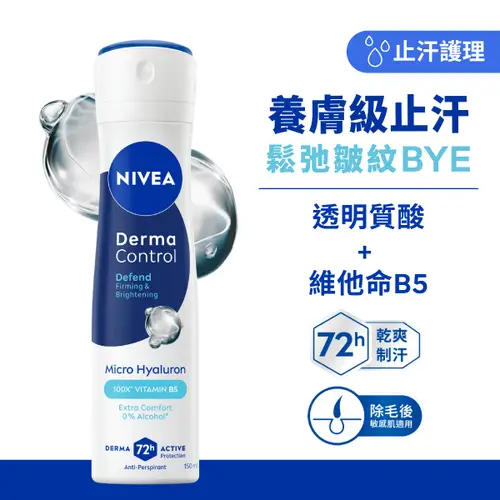 止汗護理
養膚級止汗
鬆弛皺紋BYE
透明質酸
+
維他命B5
72h
乾爽
制汗
除毛後
敏感肌適用
NIVEA
Derma
Control
Defend
Firming &
Brightening
Micro Hyaluron
100X* VITAMIN B5
Extra Comfort
0% Alcohol*
DERMA 72h ACTIVE
Protection
Anti-Perspirant
150ml